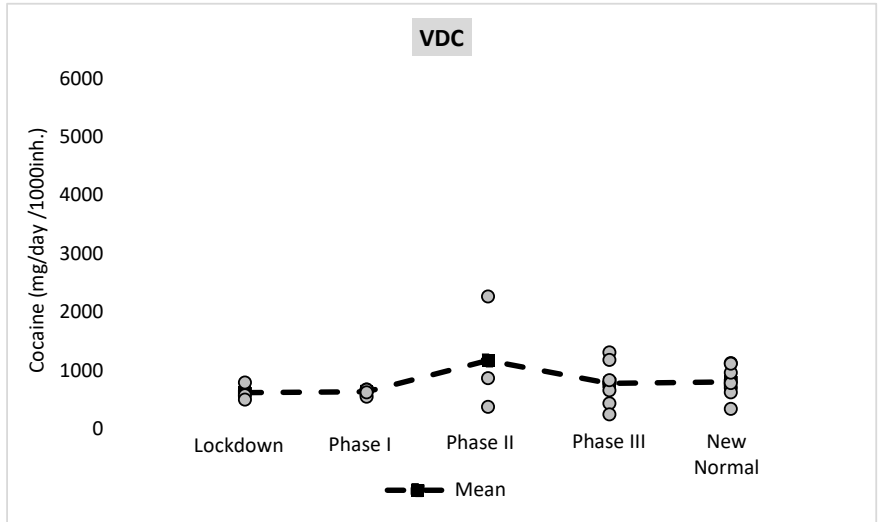 VDC
Cocaine (mg/day /1000inh.)
6000
5000
4000
3000
2000
1000
0
Lockdown
Phase I
Phase II
Phase III
New
Normal
Mean